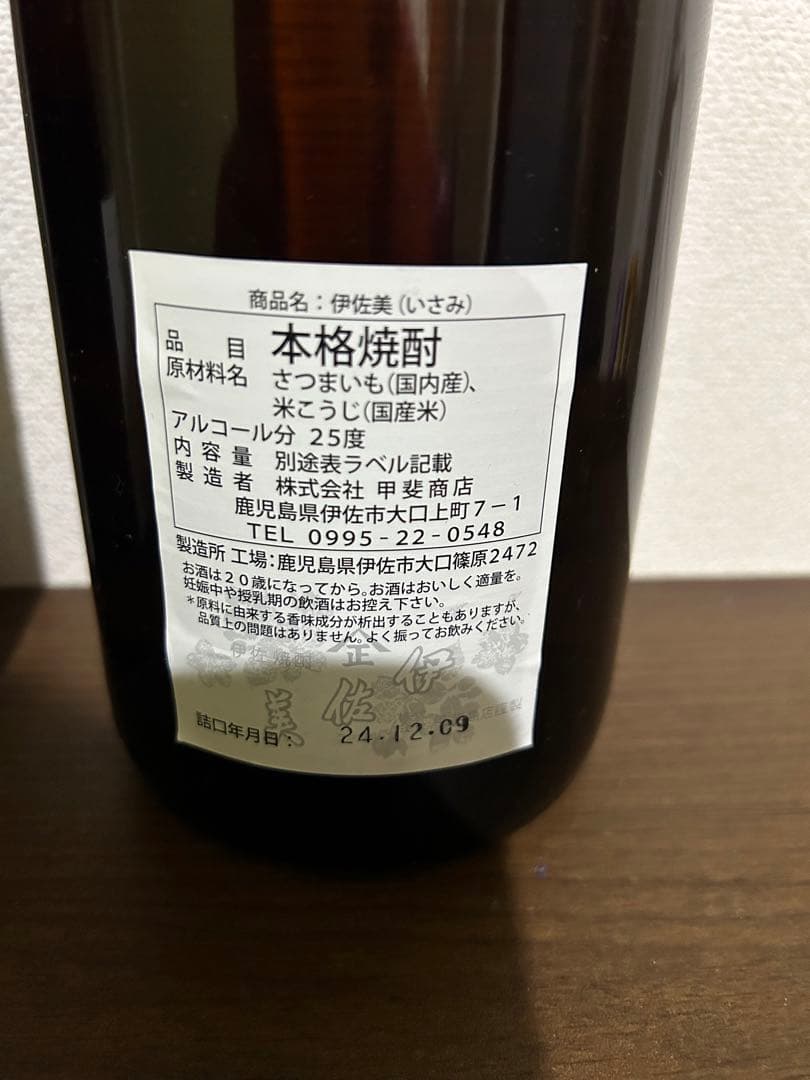 商品名：伊佐美（いさみ）
品目 本格焼酎
原材料名 さつまいも（国内産）、
米こうじ（国産米）
アルコール分 25度
内容量 別途表ラベル記載
製造者 株式会社 甲斐商店
鹿児島県伊佐市大口上町7－1
TEL 0995-22-0548
製造所 工場：鹿児島県伊佐市大口篠原2472
お酒は20歳になってから。お酒はおいしく適量を。
妊娠中や授乳期の飲酒はお控え下さい。
＊原料に由来する香味成分が析出することもありますが、
品質上の問題はありません。よく振ってお飲みください。
伊佐焼酎
伊佐美
詰口年月日： 24.12.09